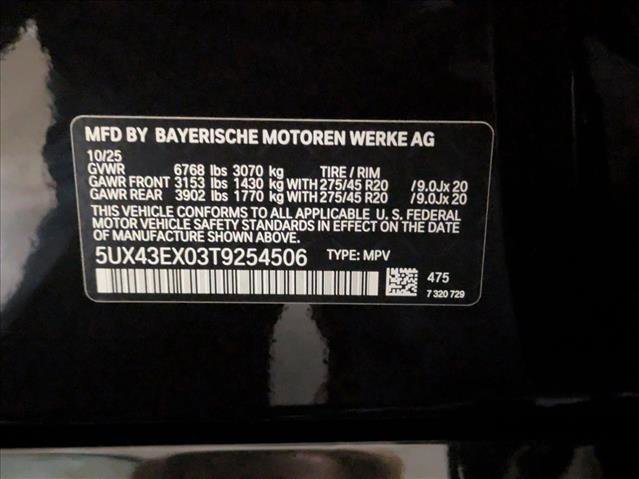 MFD BY BAYERISCHE MOTOREN WERKE AG
10/25
GVWR 6768 lbs 3070 kg TIRE / RIM
GAWR FRONT 3153 lbs 1430 kg WITH 275/45 R20 /9.0Jx20
GAWR REAR 3902 lbs 1770 kg WITH 275/45 R20 /9.0Jx20
THIS VEHICLE CONFORMS TO ALL APPLICABLE U. S. FEDERAL
MOTOR VEHICLE SAFETY STANDARDS IN EFFECT ON THE DATE
OF MANUFACTURE SHOWN ABOVE.
5UX43EX03T9254506 TYPE: MPV
475
7 320 729